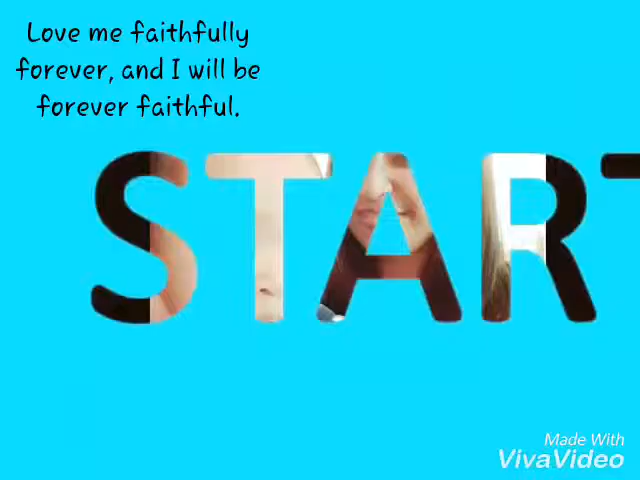 Love me faithfully
forever, and I will be
forever faithful.
START
Made With
VivaVideo